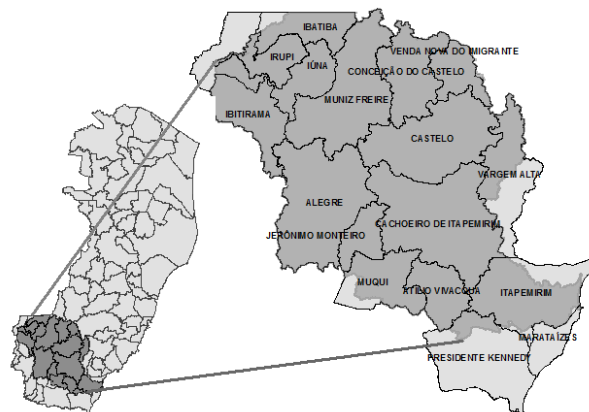 IBATIBA
VENDA NOVA DO IMIGRANTE
IRUPI
IÚNA
CONCEIÇÃO DO CASTELO
IBITIRAMA
MUNIZ FREIRE
CASTELO
VARGEM ALTA
ALEGRE
CACHOEIRO DE ITAPEMIRIM
JERÔNIMO MONTEIRO
MUQUI
ATÍLIO VIVACQUA
ITAPEMIRIM
MARATAÍZES
PRESIDENTE KENNEDY